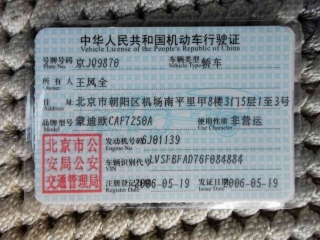 中华人民共和国机动车行驶证
Vehicle License of the People's Republic of China
号牌号码 京JQ9870 车辆类型 轿车
Plate No. Vehicle Type
所有人 王凤全
Owner
住址 北京市朝阳区机场南平里甲8楼3门15层1至3号
Address
品牌型号 蒙迪欧CAF7250A 使用性质 非营运
Model Use Character
北京市公
安局公安
交通管理局
发动机号码 6J01139
Engine No.
车辆识别代号 LVSFBFAD76F084884
VIN
注册登记日期 2006-05-19 发证日期 2006-05-19
Register Date Issue Date